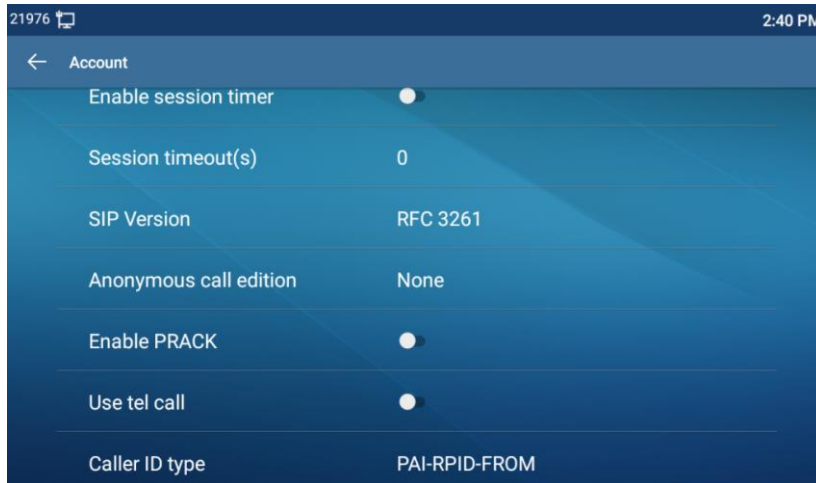 21976 2:40 PM
Account
Enable session timer
Session timeout(s) 0
SIP Version RFC 3261
Anonymous call edition None
Enable PRACK
Use tel call
Caller ID type PAI-RPID-FROM